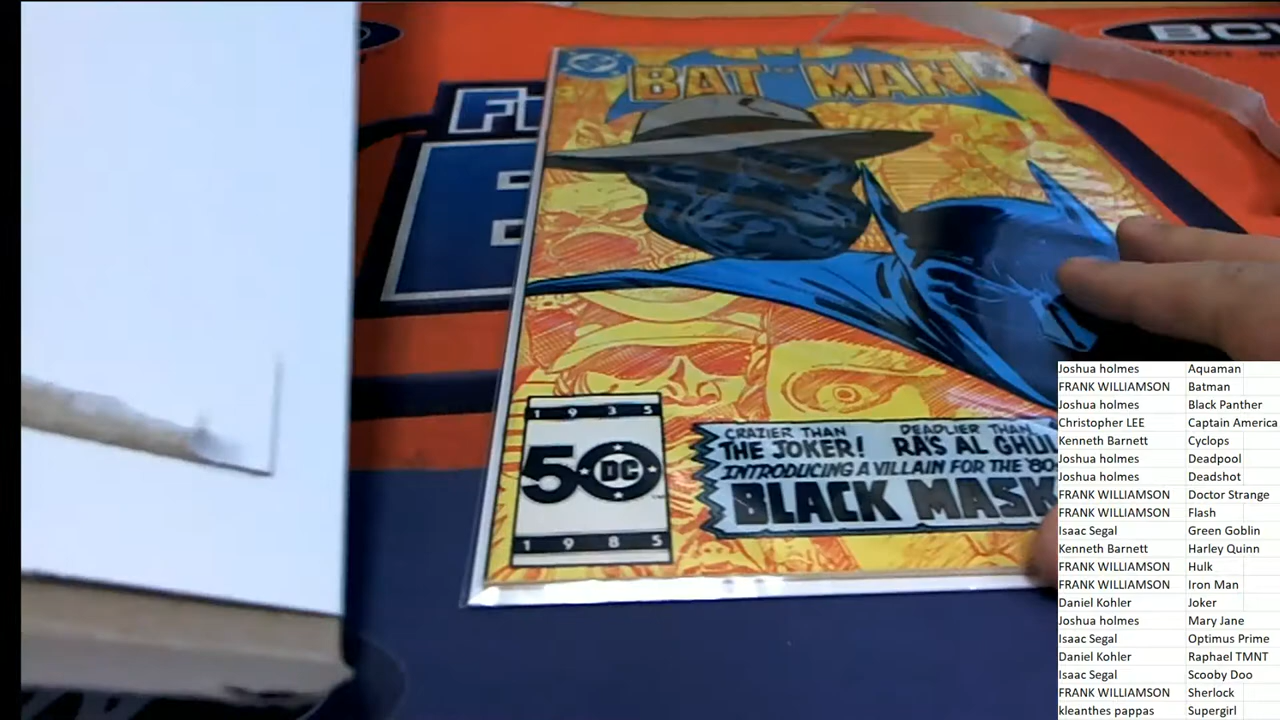 BCW
DC
BATMAN
1935
50 DC
1985
CRAZIER THAN THE JOKER!
DEADLIER THAN RA'S AL GHUL
INTRODUCING A VILLAIN FOR THE '80
BLACK MASK
Joshua holmes Aquaman
FRANK WILLIAMSON Batman
Joshua holmes Black Panther
Christopher LEE Captain America
Kenneth Barnett Cyclops
Joshua holmes Deadpool
Joshua holmes Deadshot
FRANK WILLIAMSON Doctor Strange
FRANK WILLIAMSON Flash
Isaac Segal Green Goblin
Kenneth Barnett Harley Quinn
FRANK WILLIAMSON Hulk
FRANK WILLIAMSON Iron Man
Daniel Kohler Joker
Joshua holmes Mary Jane
Isaac Segal Optimus Prime
Daniel Kohler Raphael TMNT
Isaac Segal Scooby Doo
FRANK WILLIAMSON Sherlock
kleanthes pappas Supergirl